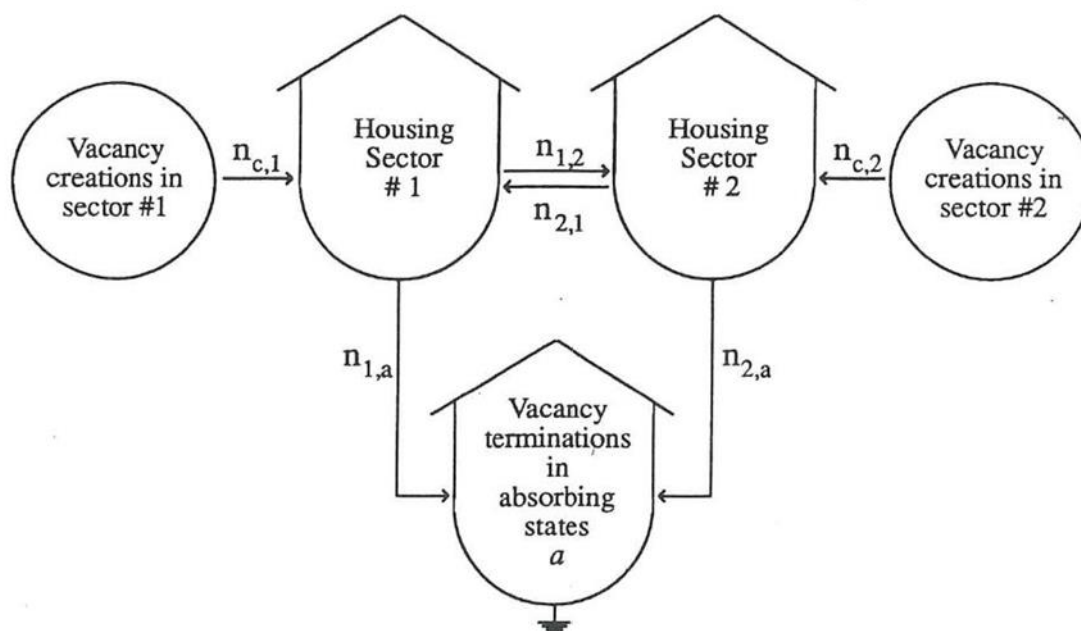 Vacancy
creations in
sector #1
n_{c,1}
Housing
Sector
# 1
n_{1,2}
n_{2,1}
Housing
Sector
# 2
n_{c,2}
Vacancy
creations in
sector #2
n_{1,a}
n_{2,a}
Vacancy
terminations
in
absorbing
states
a